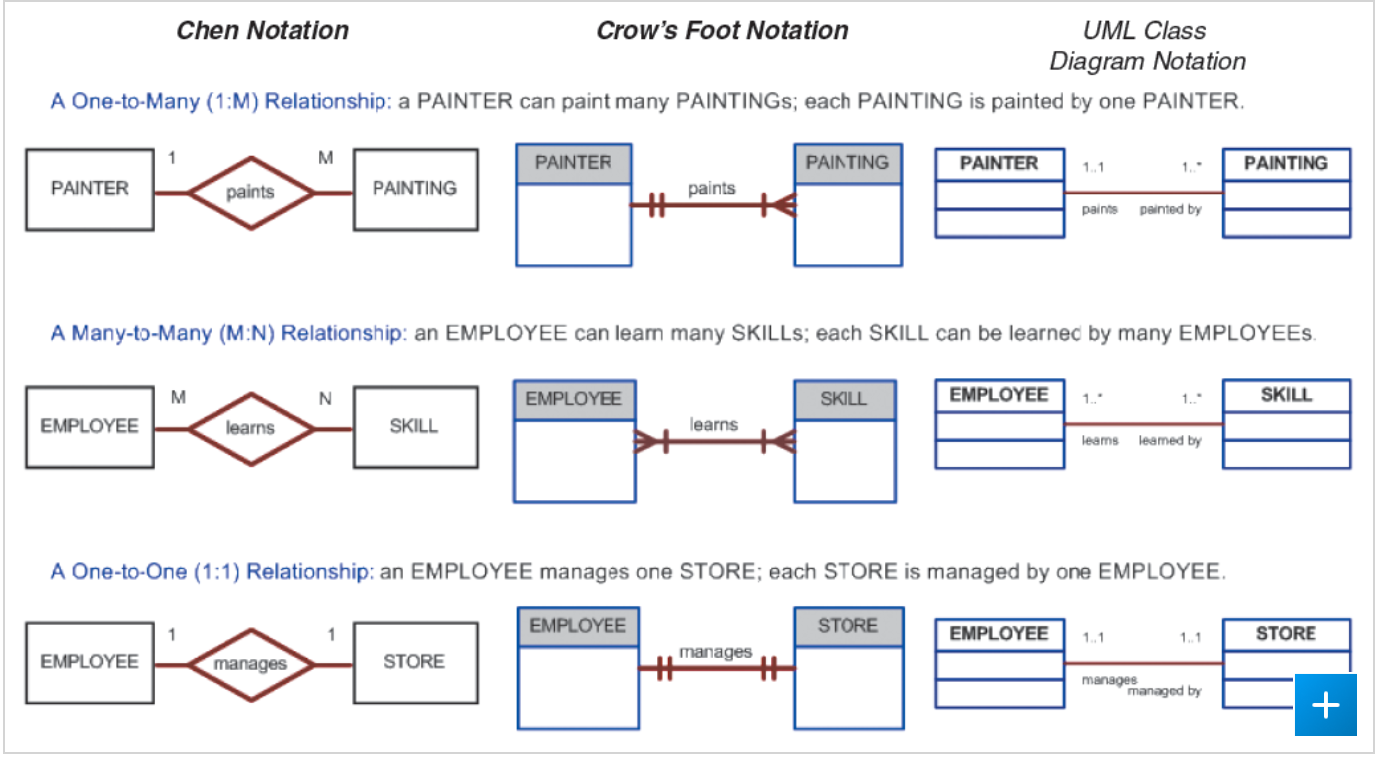 Chen Notation
Crow's Foot Notation
UML Class
Diagram Notation
A One-to-Many (1:M) Relationship: a PAINTER can paint many PAINTINGs; each PAINTING is painted by one PAINTER.
PAINTER
1
paints
M
PAINTING
PAINTER
paints
PAINTING
PAINTER
1..1
1..*
PAINTING
paints
painted by
A Many-to-Many (M:N) Relationship: an EMPLOYEE can learn many SKILLs; each SKILL can be learned by many EMPLOYEEs.
EMPLOYEE
M
learns
N
SKILL
EMPLOYEE
learns
SKILL
EMPLOYEE
1..*
1..*
SKILL
learns
learned by
A One-to-One (1:1) Relationship: an EMPLOYEE manages one STORE; each STORE is managed by one EMPLOYEE.
EMPLOYEE
1
manages
1
STORE
EMPLOYEE
manages
STORE
EMPLOYEE
1..1
1..1
STORE
manages
managed by